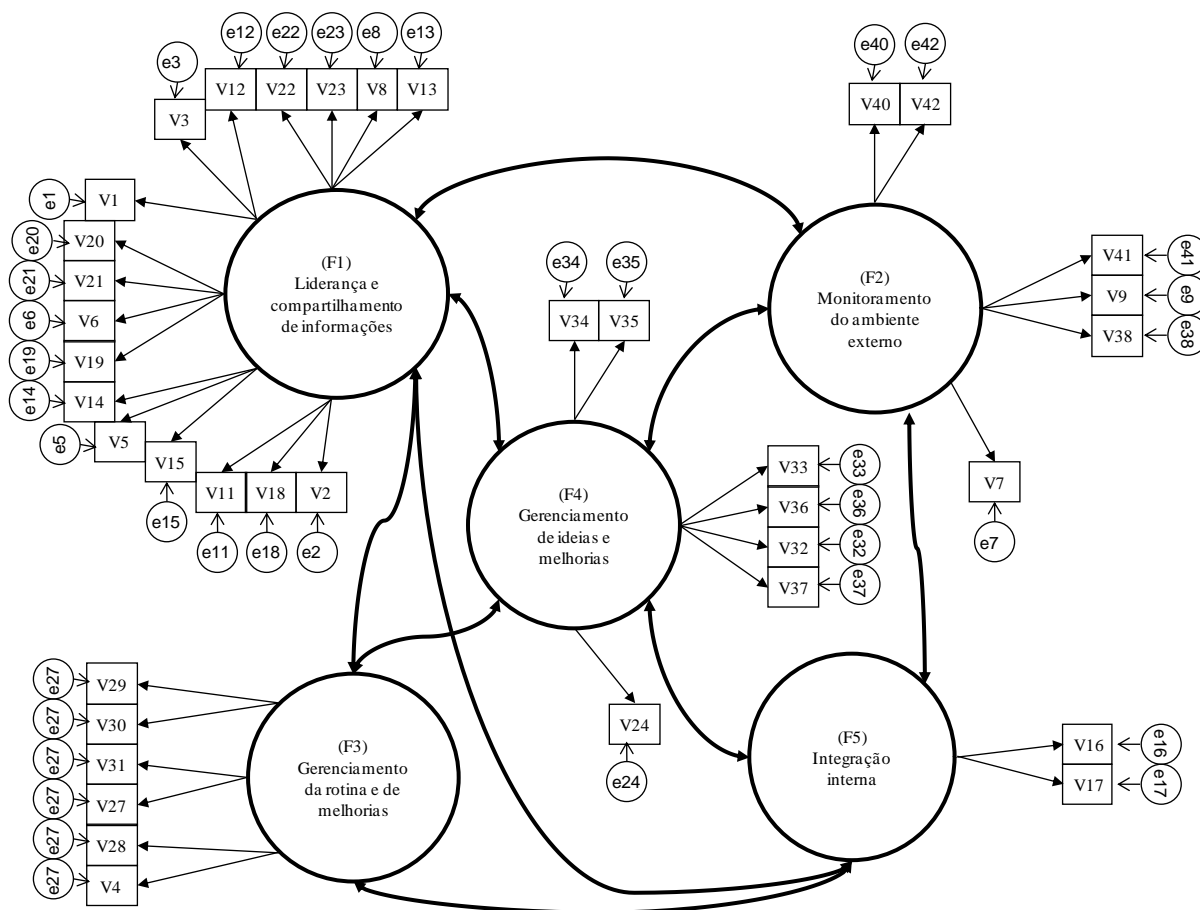 e12
e22
e23
e8
e13
e3
V12
V22
V23
V8
V13
V3
e40
e42
V40
V42
e1
V1
e20
V20
e21
V21
e6
V6
e19
V19
e14
V14
e5
V5
V15
e15
V11
V18
V2
e11
e18
e2
(F1)
Liderança e
compartilhamento
de informações
e34
e35
V34
V35
(F2)
Monitoramento
do ambiente
externo
V41
e41
V9
e9
V38
e38
V7
e7
(F4)
Gerenciamento
de ideias e
melhorias
V33
e33
V36
e36
V32
e32
V37
e37
V24
e24
e27
V29
e27
V30
e27
V31
e27
V27
e27
V28
e27
V4
(F3)
Gerenciamento
da rotina e de
melhorias
(F5)
Integração
interna
V16
e16
V17
e17